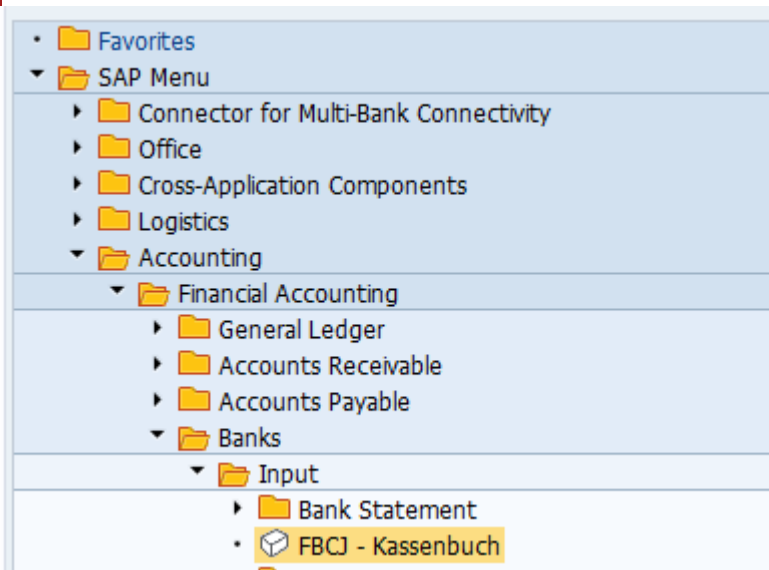 Favorites
SAP Menu
Connector for Multi-Bank Connectivity
Office
Cross-Application Components
Logistics
Accounting
Financial Accounting
General Ledger
Accounts Receivable
Accounts Payable
Banks
Input
Bank Statement
FBCJ - Kassenbuch